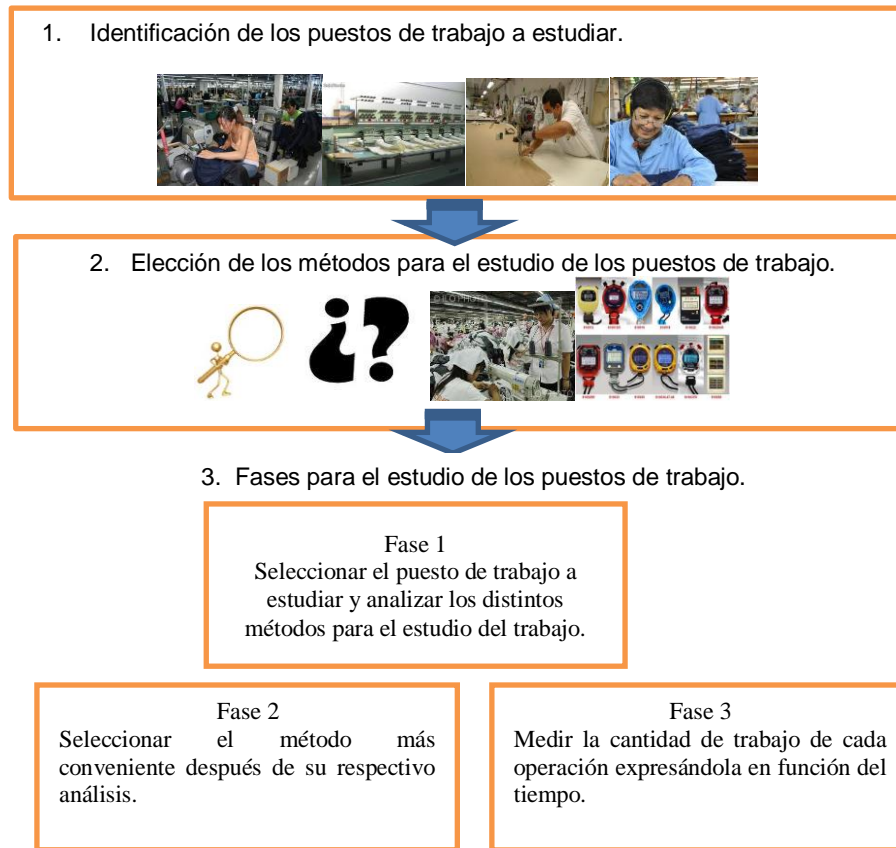 1. Identificación de los puestos de trabajo a estudiar.
2. Elección de los métodos para el estudio de los puestos de trabajo.
¿?
3. Fases para el estudio de los puestos de trabajo.
Fase 1
Seleccionar el puesto de trabajo a
estudiar y analizar los distintos
métodos para el estudio del trabajo.
Fase 2
Seleccionar el método más
conveniente después de su respectivo
análisis.
Fase 3
Medir la cantidad de trabajo de cada
operación expresándola en función del
tiempo.